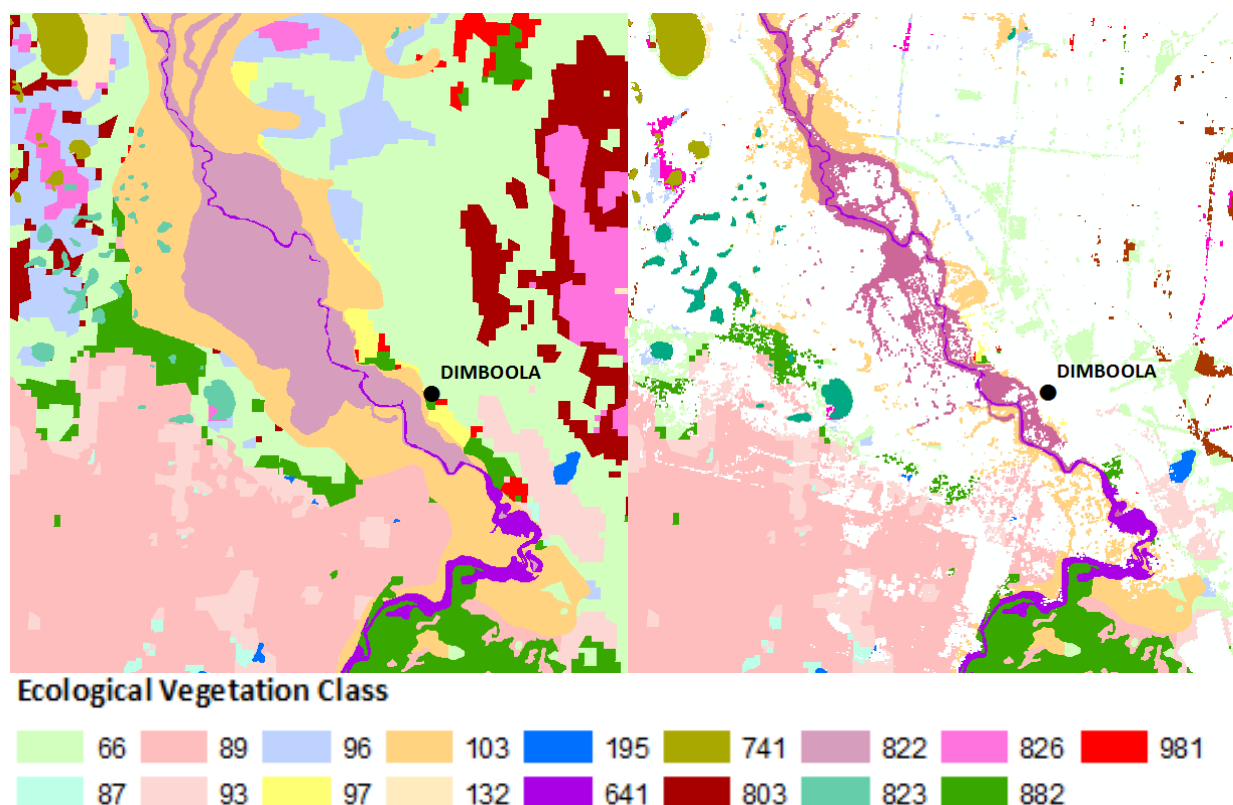 DIMBOOLA
DIMBOOLA
Ecological Vegetation Class
66 89 96 103 195 741 822 826 981
87 93 97 132 641 803 823 882